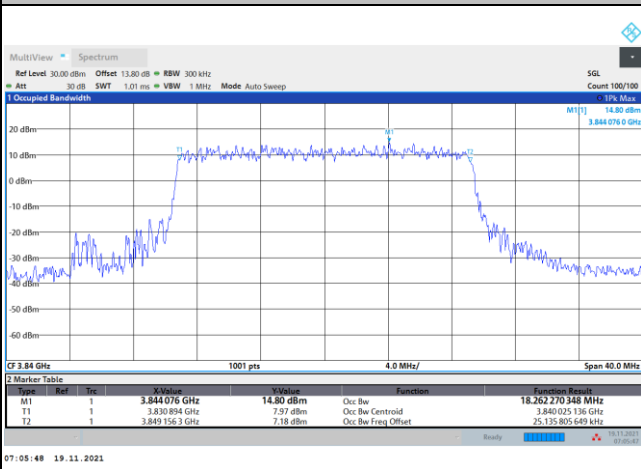 MultiView Spectrum
Ref Level 30.00 dBm Offset 13.80 dB RBW 300 kHz SGL
Att 30 dB SWT 1.01 ms VBW 1 MHz Mode Auto Sweep Count 100/100
1 Occupied Bandwidth 1Pk Max
M1[1] 14.80 dBm
3.844 076 0 GHz
20 dBm
M1
T1 T2
10 dBm
0 dBm
-10 dBm
-20 dBm
-30 dBm
-40 dBm
-50 dBm
-60 dBm
CF 3.84 GHz 1001 pts 4.0 MHz/ Span 40.0 MHz
2 Marker Table
Type Ref Trc X-Value Y-Value Function Function Result
M1 1 3.844 076 GHz 14.80 dBm Occ Bw 18.262 270 348 MHz
T1 1 3.830 894 GHz 7.97 dBm Occ Bw Centroid 3.840 025 136 GHz
T2 1 3.849 156 3 GHz 7.18 dBm Occ Bw Freq Offset 25.135 805 649 kHz
Ready 19.11.2021
07:05:47
07:05:48 19.11.2021